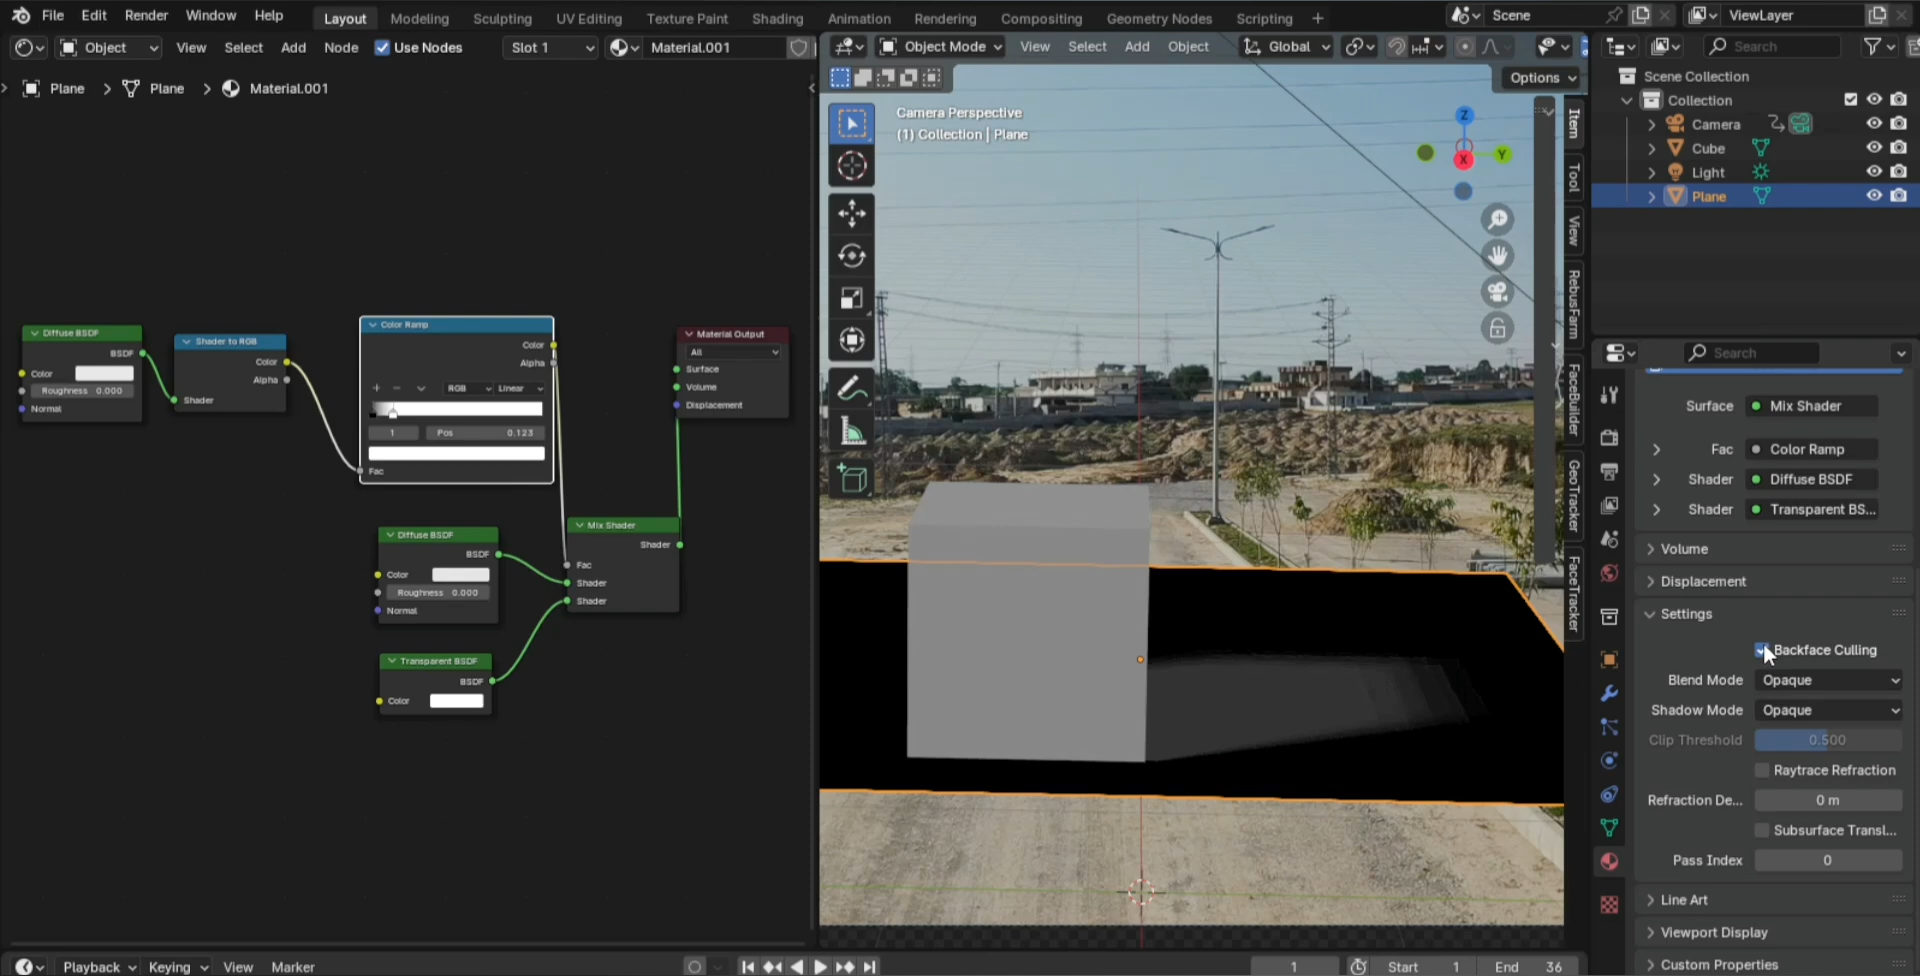 File Edit Render Window Help Layout Modeling Sculpting UV Editing Texture Paint Shading Animation Rendering Compositing Geometry Nodes Scripting + Scene ViewLayer
Object View Select Add Node Use Nodes Slot 1 Material.001
Object Mode View Select Add Object Global
Search
Options
Plane > Plane > Material.001
Camera Perspective
(1) Collection | Plane
Z
Y
X
Item
Tool
View
RebusFarm
FaceBuilder
GeoTracker
FaceTracker
Scene Collection
Collection
Camera
Cube
Light
Plane
Diffuse BSDF
BSDF
Color
Roughness 0.000
Normal
Shader to RGB
Color
Alpha
Shader
Color Ramp
Color
Alpha
RGB Linear
1 Pos 0.123
Fac
Material Output
All
Surface
Volume
Displacement
Diffuse BSDF
BSDF
Color
Roughness 0.000
Normal
Mix Shader
Shader
Fac
Shader
Shader
Transparent BSDF
BSDF
Color
Search
Surface Mix Shader
Fac Color Ramp
Shader Diffuse BSDF
Shader Transparent BS...
Volume
Displacement
Settings
Backface Culling
Blend Mode Opaque
Shadow Mode Opaque
Clip Threshold 0.500
Raytrace Refraction
Refraction De... 0 m
Subsurface Transl...
Pass Index 0
Line Art
Viewport Display
Custom Properties
Playback Keying View Marker 1 Start 1 End 36